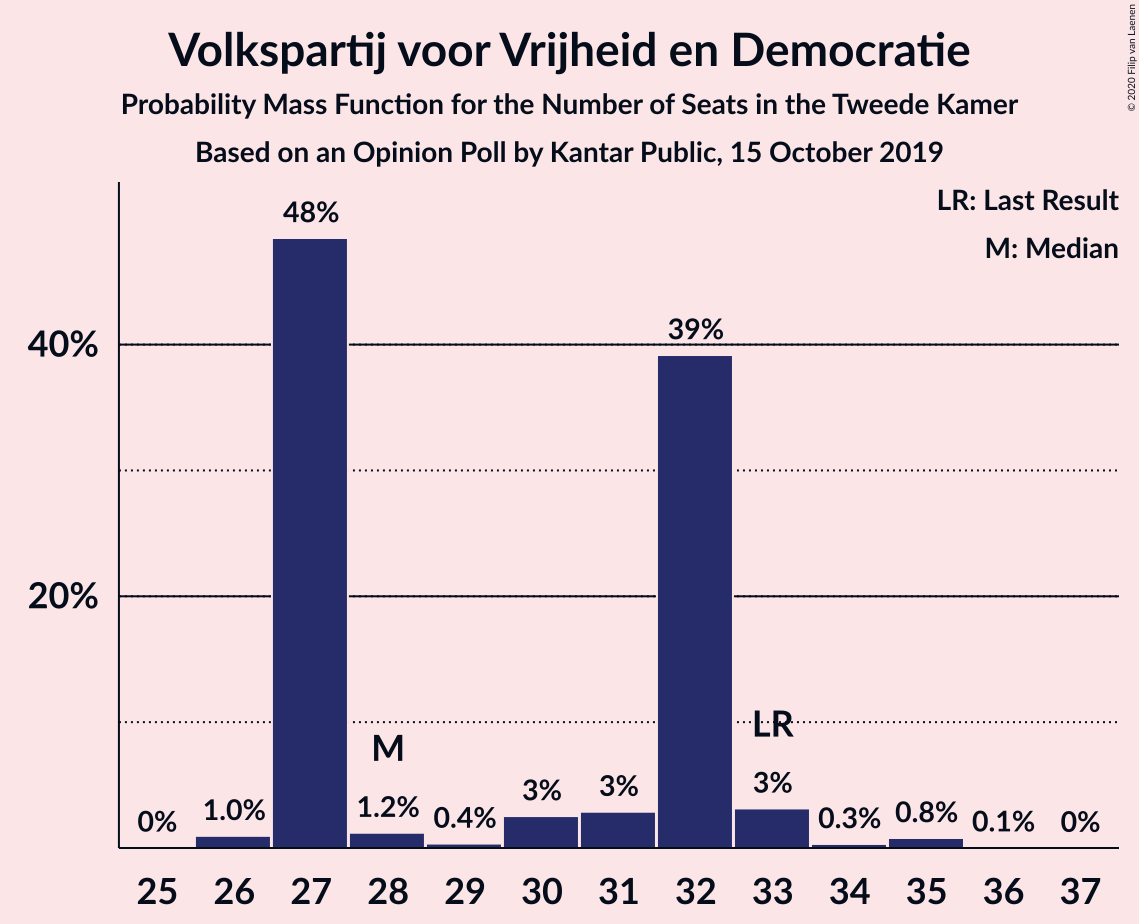 Volkspartij voor Vrijheid en Democratie
Probability Mass Function for the Number of Seats in the Tweede Kamer
Based on an Opinion Poll by Kantar Public, 15 October 2019
© 2020 Filip van Laenen
LR: Last Result
M: Median
40%
20%
0%
1.0%
48%
M
1.2%
0.4%
3%
3%
39%
LR
3%
0.3%
0.8%
0.1%
0%
25 26 27 28 29 30 31 32 33 34 35 36 37